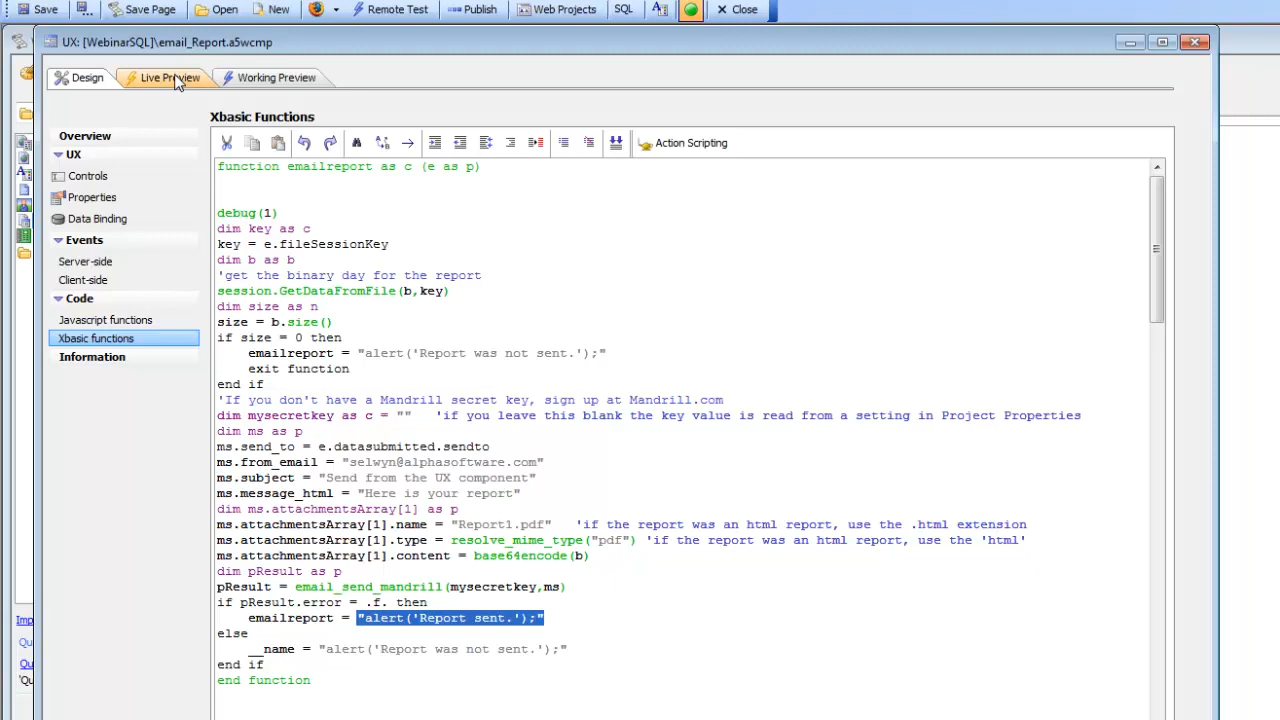 Save Save Page Open New Remote Test Publish Web Projects SQL Close
UX: [WebinarSQL]\email_Report.a5wcmp
Design Live Preview Working Preview
Xbasic Functions
Overview
UX
Controls
Properties
Data Binding
Events
Server-side
Client-side
Code
Javascript functions
Xbasic functions
Information
Action Scripting
function emailreport as c (e as p)
debug(1)
dim key as c
key = e.fileSessionKey
dim b as b
'get the binary day for the report
session.GetDataFromFile(b,key)
dim size as n
size = b.size()
if size = 0 then
emailreport = "alert('Report was not sent.');"
exit function
end if
'If you don't have a Mandrill secret key, sign up at Mandril.com
dim mysecretkey as c = "" 'if you leave this blank the key value is read from a setting in Project Properties
dim ms as p
ms.send_to = e.datasubmitted.sendto
ms.from_email = "selwyn@alphasoftware.com"
ms.subject = "Send from the UX component"
ms.message_html = "Here is your report"
dim ms.attachmentsArray[1] as p
ms.attachmentsArray[1].name = "Report1.pdf" 'if the report was an html report, use the .html extension
ms.attachmentsArray[1].type = resolve_mime_type("pdf") 'if the report was an html report, use the 'html'
ms.attachmentsArray[1].content = base64encode(b)
dim pResult as p
pResult = email_send_mandrill(mysecretkey,ms)
if pResult.error = .f. then
emailreport = "alert('Report sent.');"
else
__name = "alert('Report was not sent.');"
end if
end function